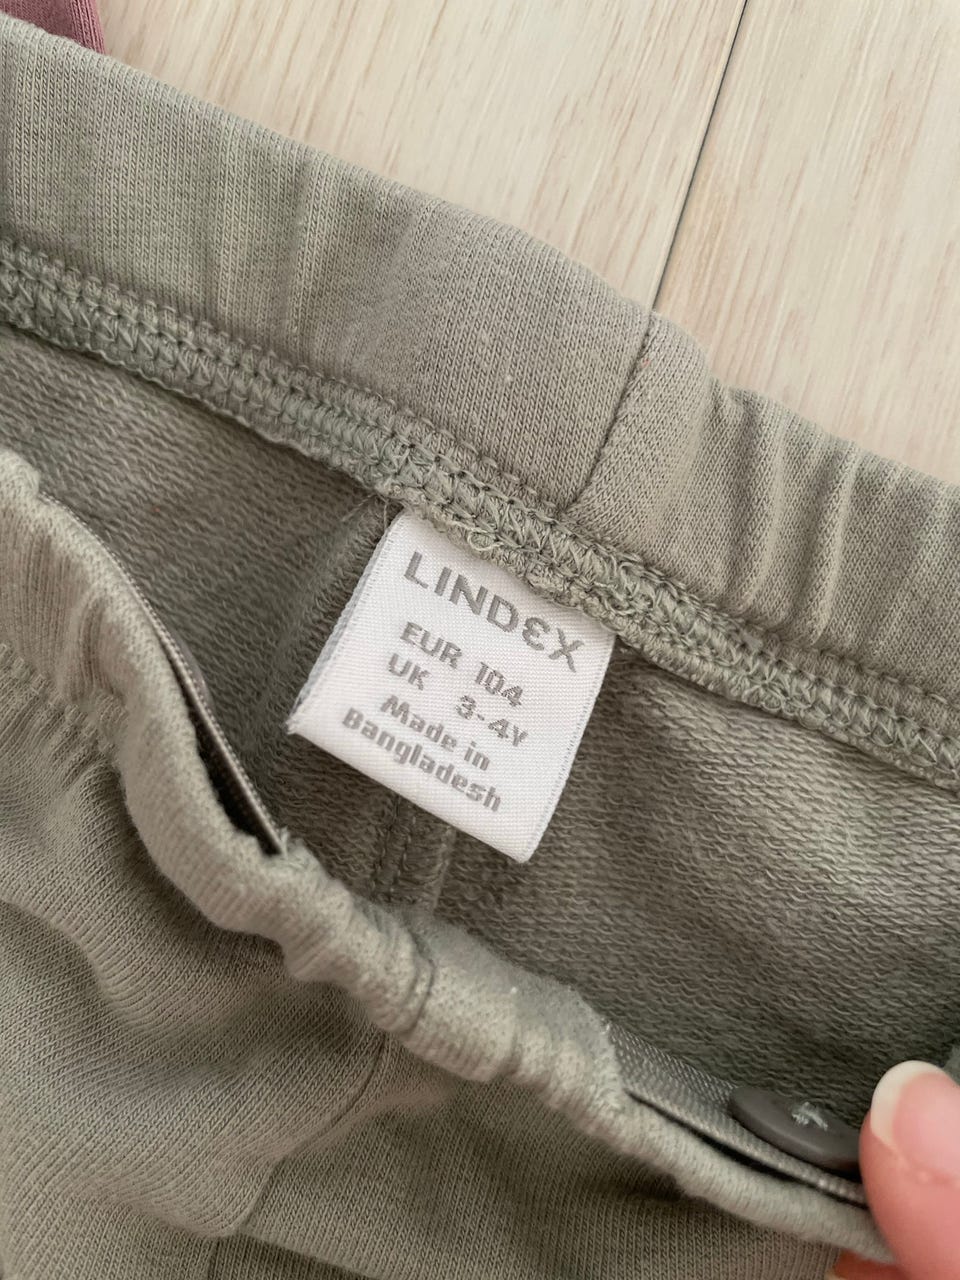 LINDEX
EUR 104
UK 3-4Y
Made in
Bangladesh